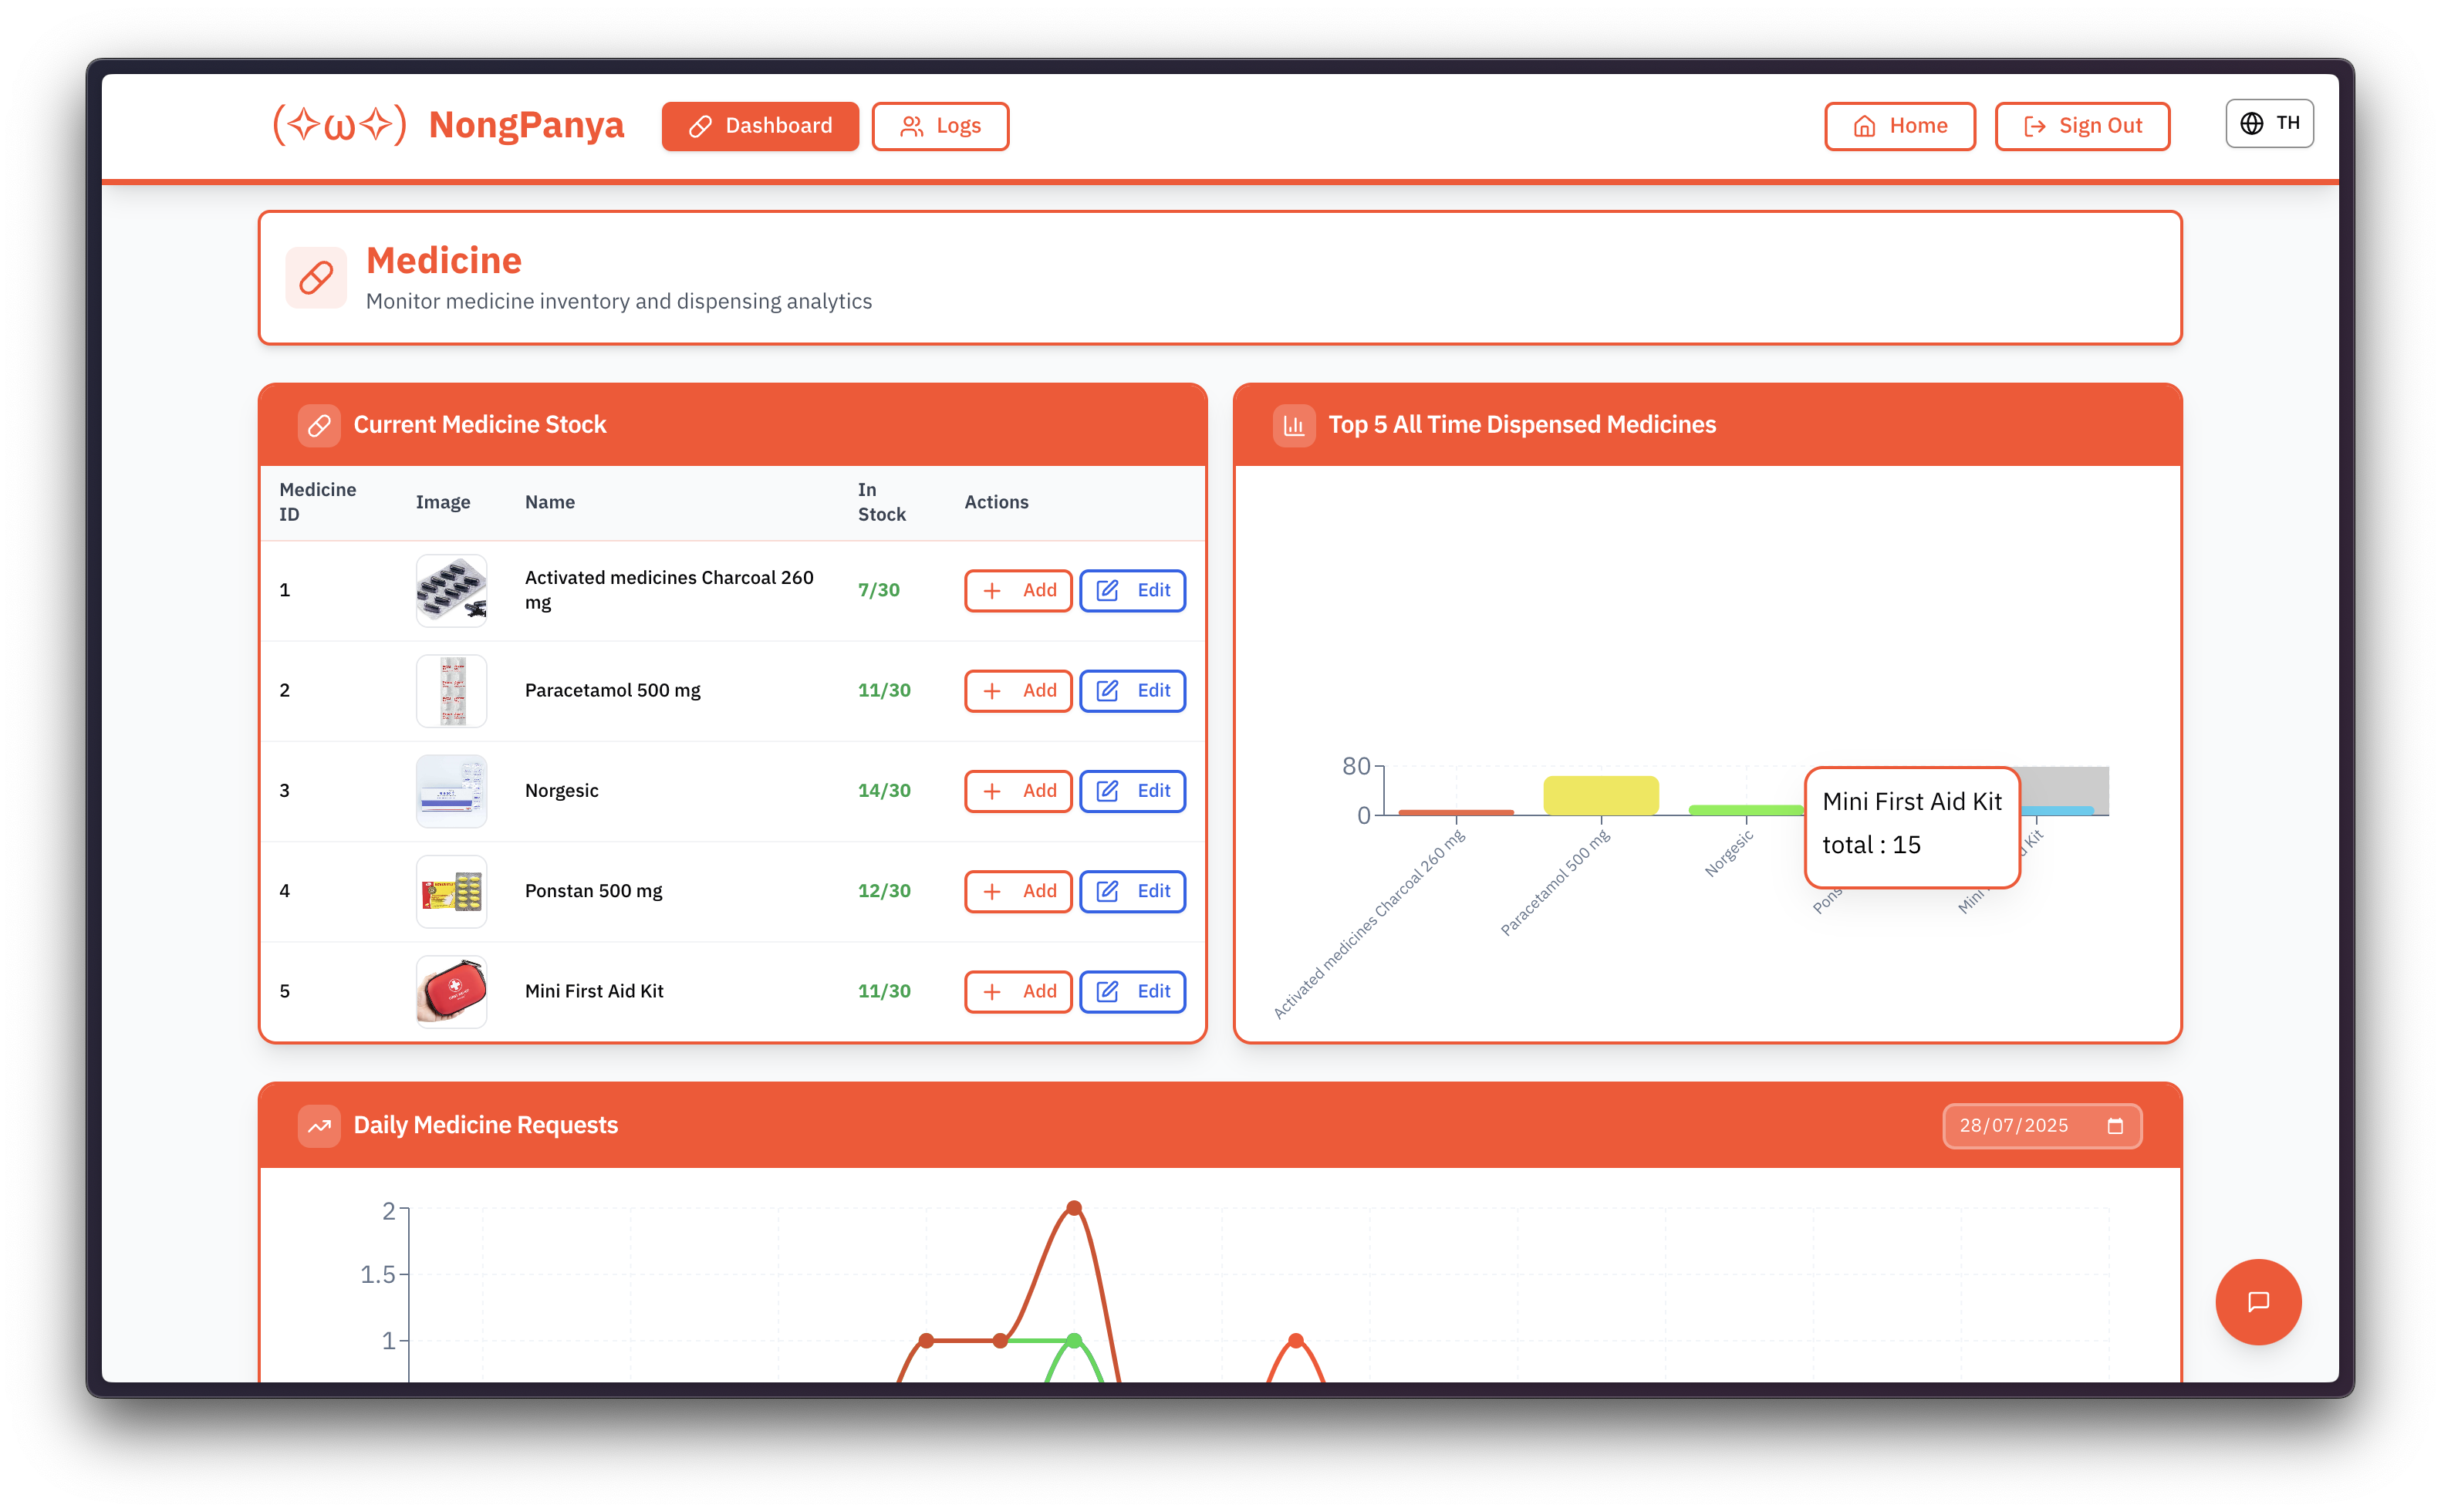 (✧ω✧) NongPanya
Dashboard
Logs
Home
Sign Out
TH
Medicine
Monitor medicine inventory and dispensing analytics
Current Medicine Stock
Medicine
ID
Image
Name
In
Stock
Actions
1
Activated medicines Charcoal 260
mg
7/30
Add
Edit
2
Paracetamol 500 mg
11/30
Add
Edit
3
Norgesic
14/30
Add
Edit
4
Ponstan 500 mg
12/30
Add
Edit
5
Mini First Aid Kit
11/30
Add
Edit
Top 5 All Time Dispensed Medicines
80
0
Activated medicines Charcoal 260 mg
Paracetamol 500 mg
Norgesic
Pons
Mini
d Kit
Mini First Aid Kit
total : 15
Daily Medicine Requests
28/07/2025
2
1.5
1